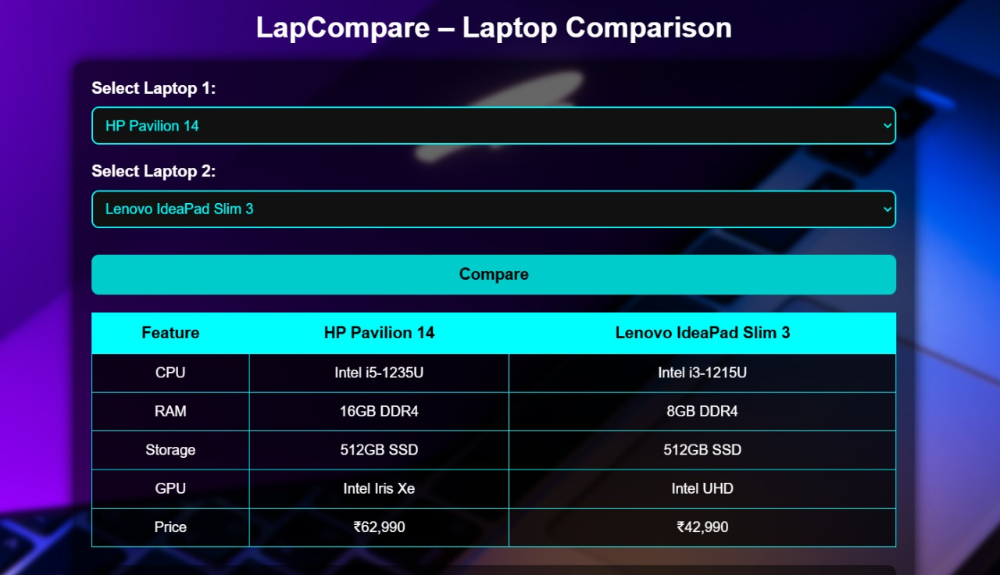 LapCompare – Laptop Comparison
Select Laptop 1:
HP Pavilion 14
Select Laptop 2:
Lenovo IdeaPad Slim 3
Compare
Feature HP Pavilion 14 Lenovo IdeaPad Slim 3
CPU Intel i5-1235U Intel i3-1215U
RAM 16GB DDR4 8GB DDR4
Storage 512GB SSD 512GB SSD
GPU Intel Iris Xe Intel UHD
Price ₹62,990 ₹42,990